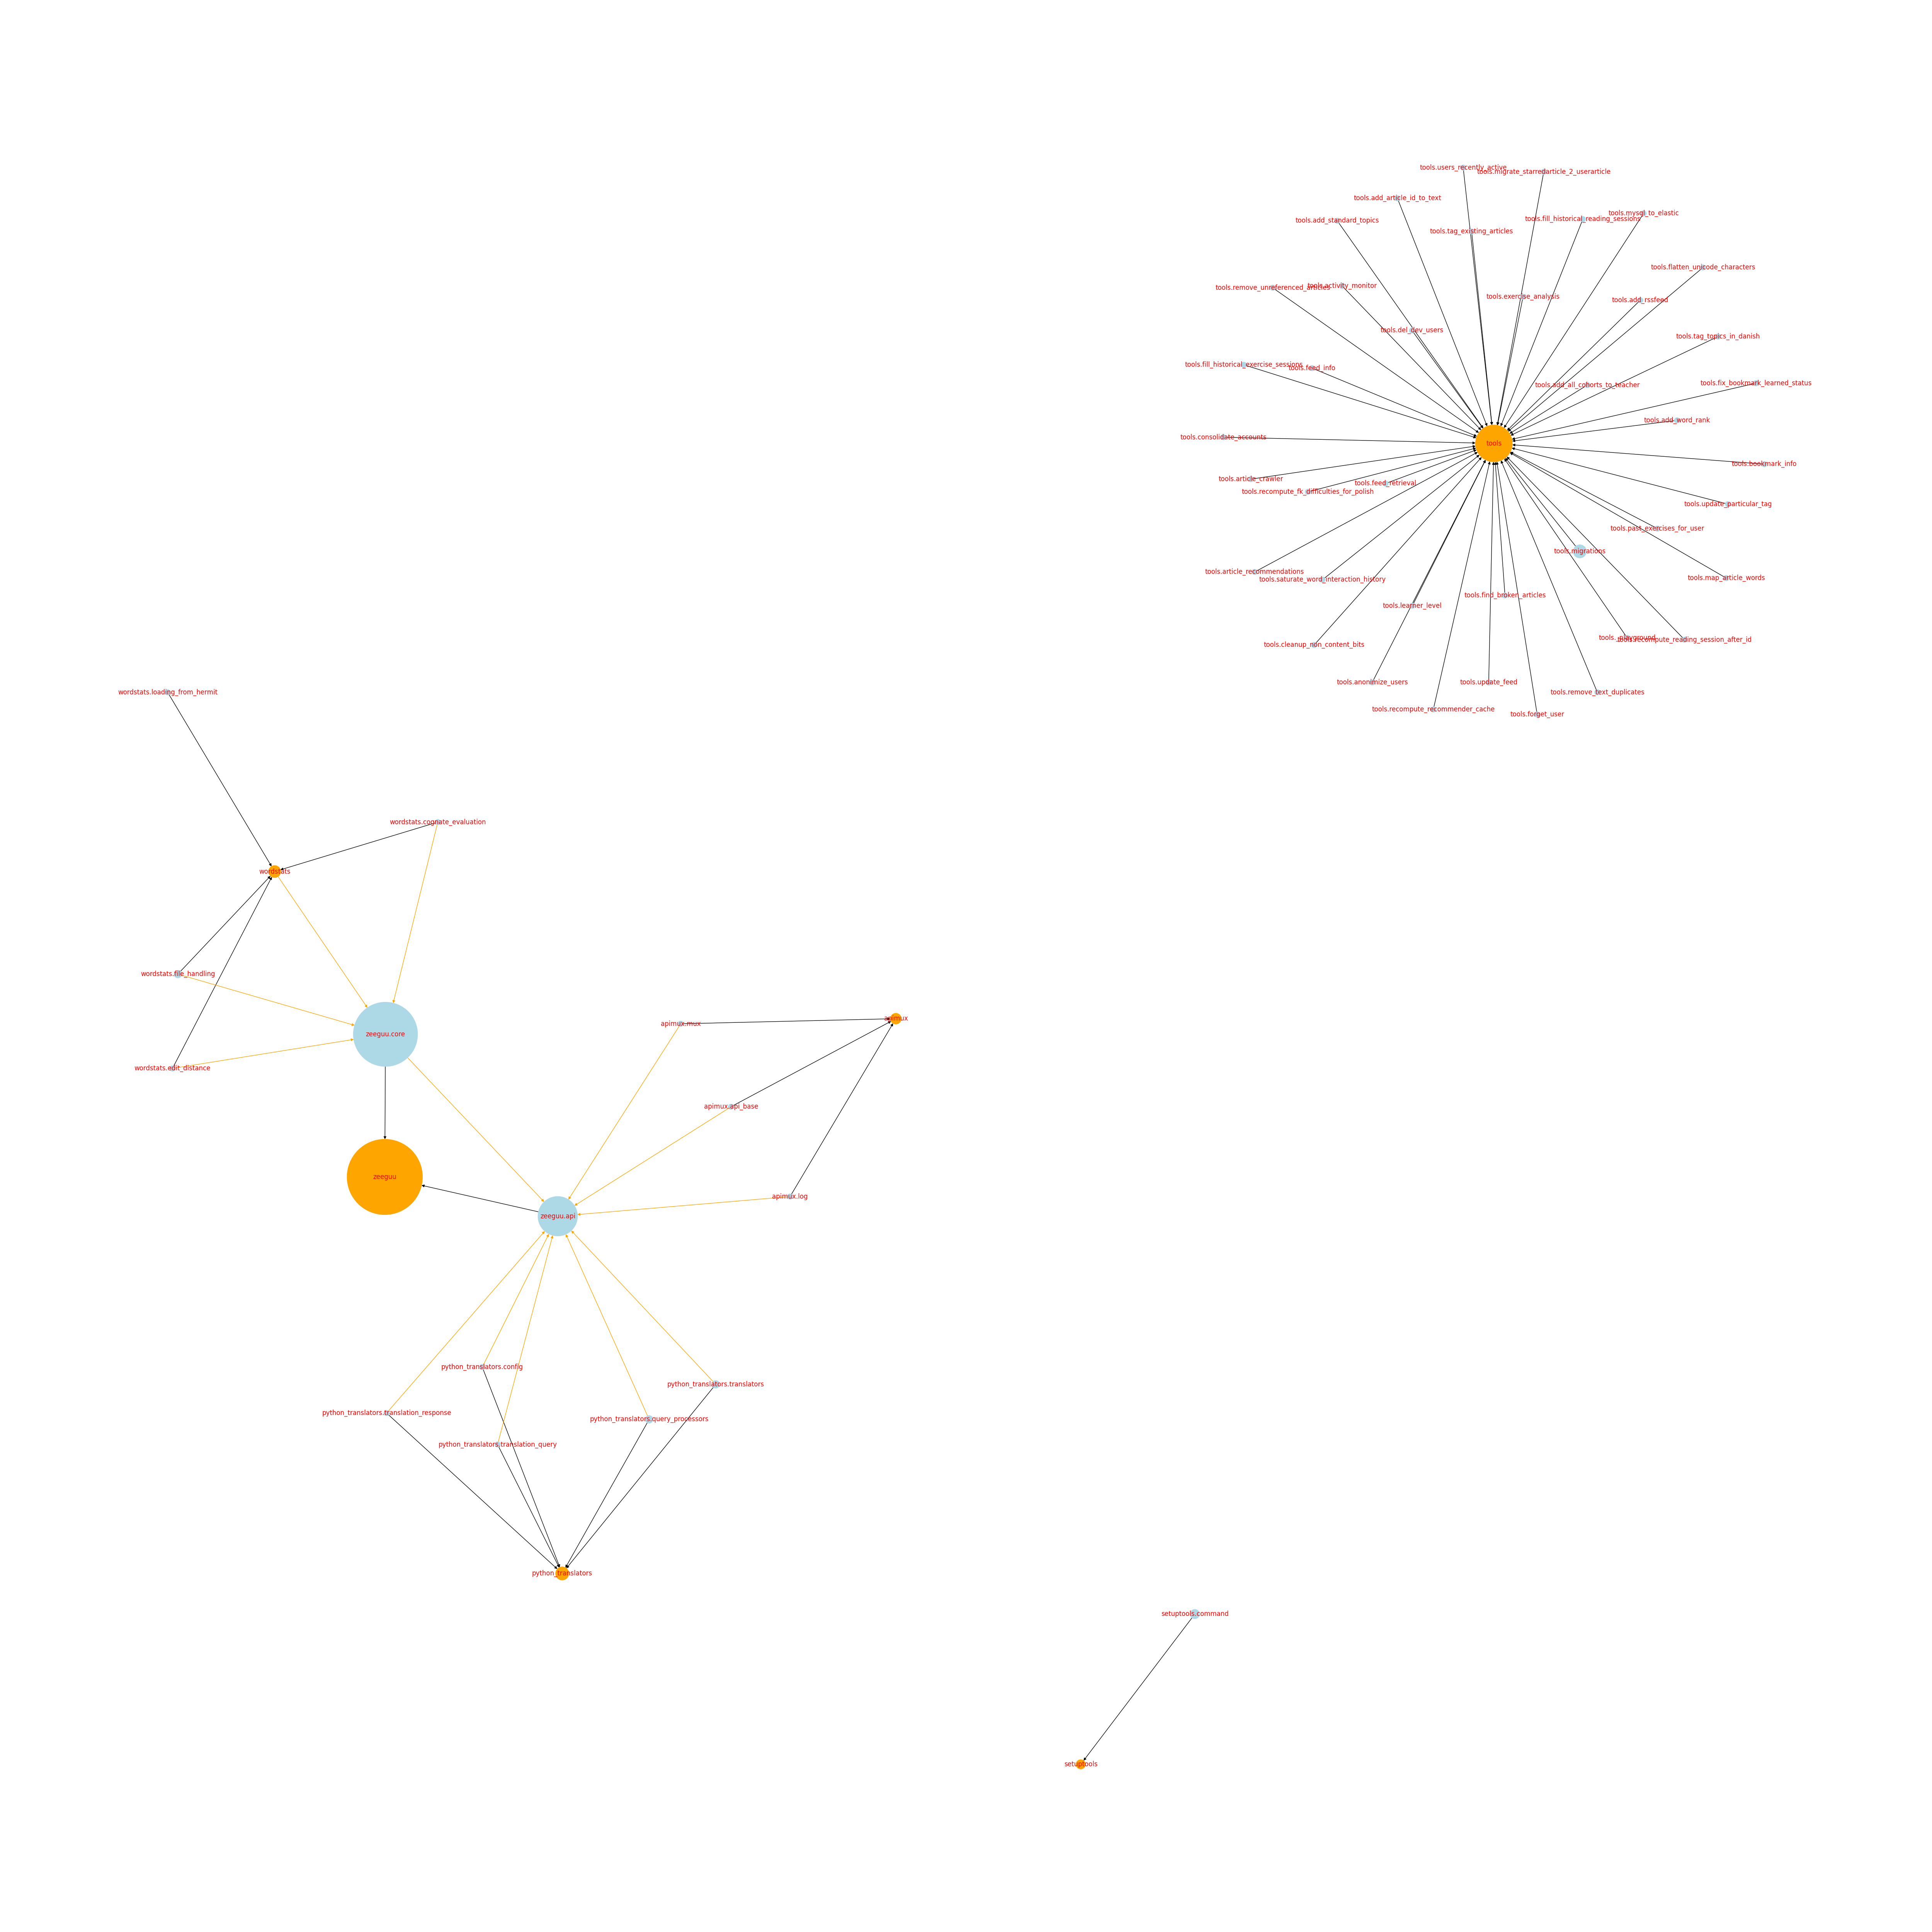 tools.users_recently_active
tools.migrate_starredarticle_2_userarticle
tools.add_article_id_to_text
tools.mysql_to_elastic
tools.fill_historical_reading_sessions
tools.add_standard_topics
tools.tag_existing_articles
tools.flatten_unicode_characters
tools.activity_monitor
tools.remove_unreferenced_articles
tools.exercise_analysis
tools.add_rssfeed
tools.del_dev_users
tools.tag_topics_in_danish
tools.fill_historical_exercise_sessions
tools.feed_info
tools.fix_bookmark_learned_status
tools.add_all_cohorts_to_teacher
tools.add_word_rank
tools.consolidate_accounts
tools
tools.bookmark_info
tools.article_crawler
tools.feed_retrieval
tools.recompute_fk_difficulties_for_polish
tools.update_particular_tag
tools.past_exercises_for_user
tools.migrations
tools.article_recommendations
tools.map_article_words
tools.saturate_word_interaction_history
tools.find_broken_articles
tools.learner_level
tools.recompute_reading_session_after_id
tools.cleanup_non_content_bits
tools.anonimize_users
tools.update_feed
tools.remove_text_duplicates
tools.recompute_recommender_cache
tools.forget_user
wordstats.loading_from_hermit
wordstats.cognate_evaluation
wordstats
wordstats.file_handling
apimux
apimux.mux
zeeguu.core
wordstats.edit_distance
apimux.api_base
zeeguu
apimux.log
zeeguu.api
python_translators.config
python_translators.translators
python_translators.translation_response
python_translators.query_processors
python_translators.translation_query
python_translators
setuptools.command
setuptools